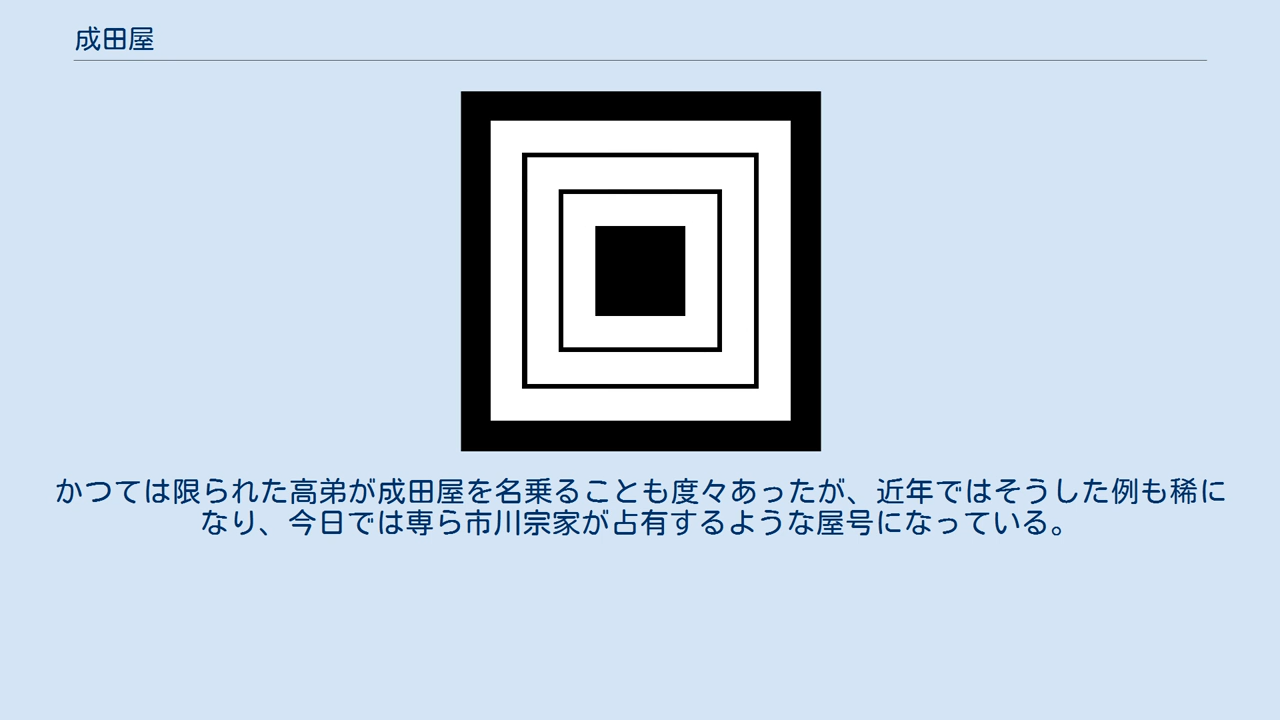 成田屋
かつては限られた高弟が成田屋を名乗ることも度々あったが、近年ではそうした例も稀に
なり、今日では専ら市川宗家が占有するような屋号になっている。